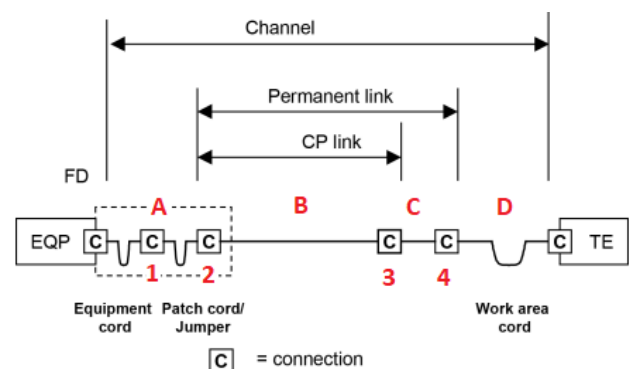 Channel
Permanent link
CP link
FD
A B C D
EQP C C C C C C TE
1 2 3 4
Equipment cord
Patch cord/ Jumper
Work area cord
C = connection